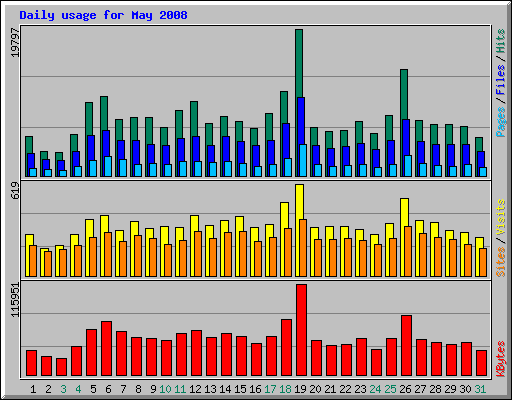 Daily usage for May 2008
19797
Pages / Files / Hits
619
Sites / Visits
115951
KBytes
1 2 3 4 5 6 7 8 9 10 11 12 13 14 15 16 17 18 19 20 21 22 23 24 25 26 27 28 29 30 31